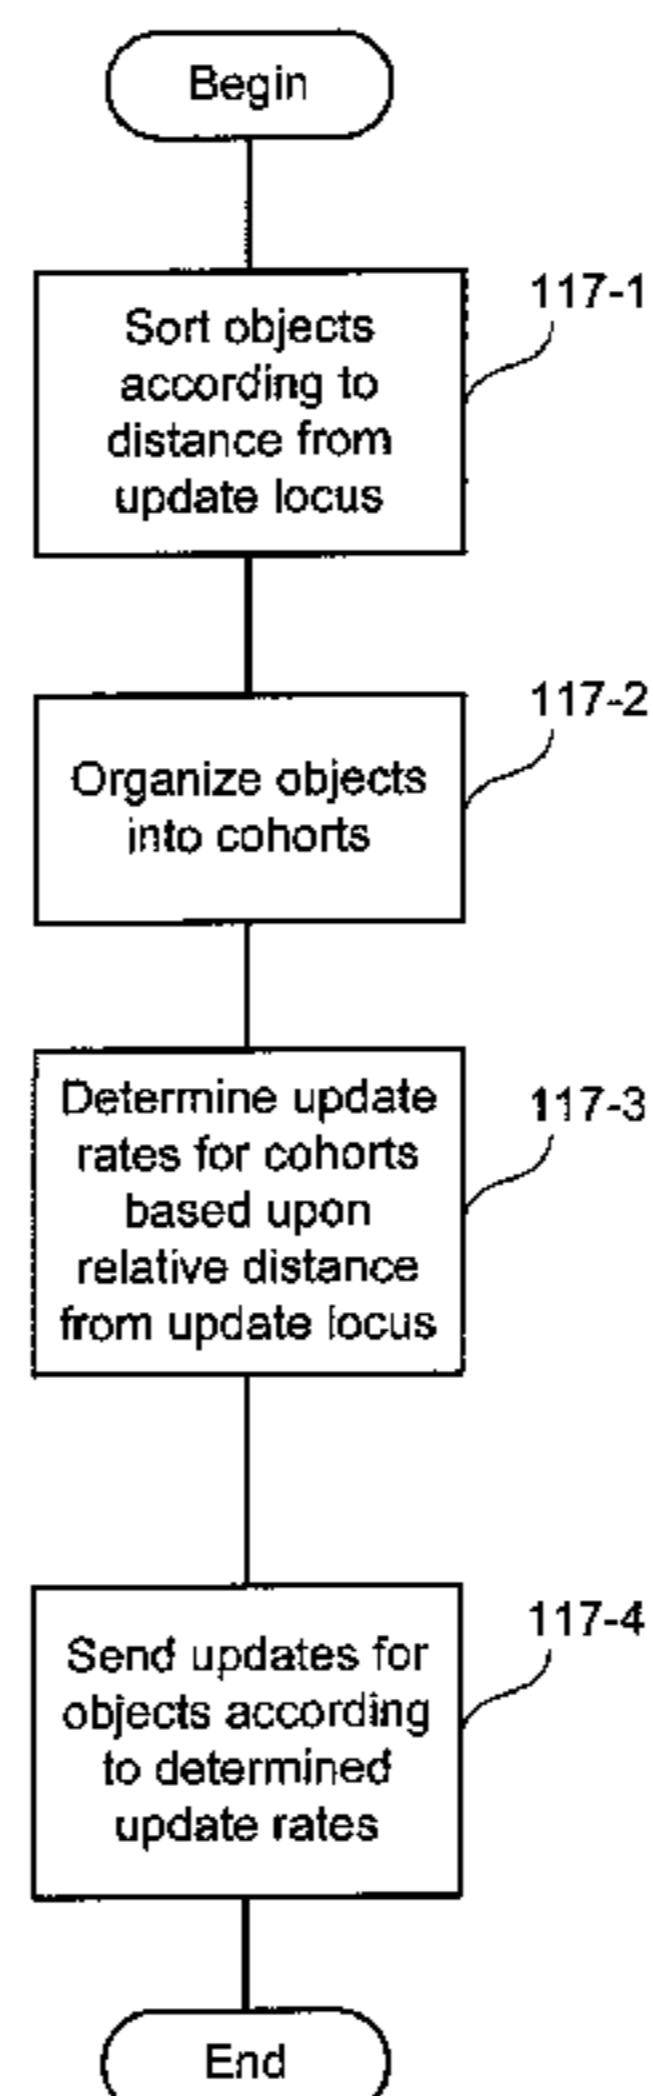 Begin
117-1
Sort objects
according to
distance from
update locus
117-2
Organize objects
into cohorts
117-3
Determine update
rates for cohorts
based upon
relative distance
from update locus
117-4
Send updates for
objects according
to determined
update rates
End